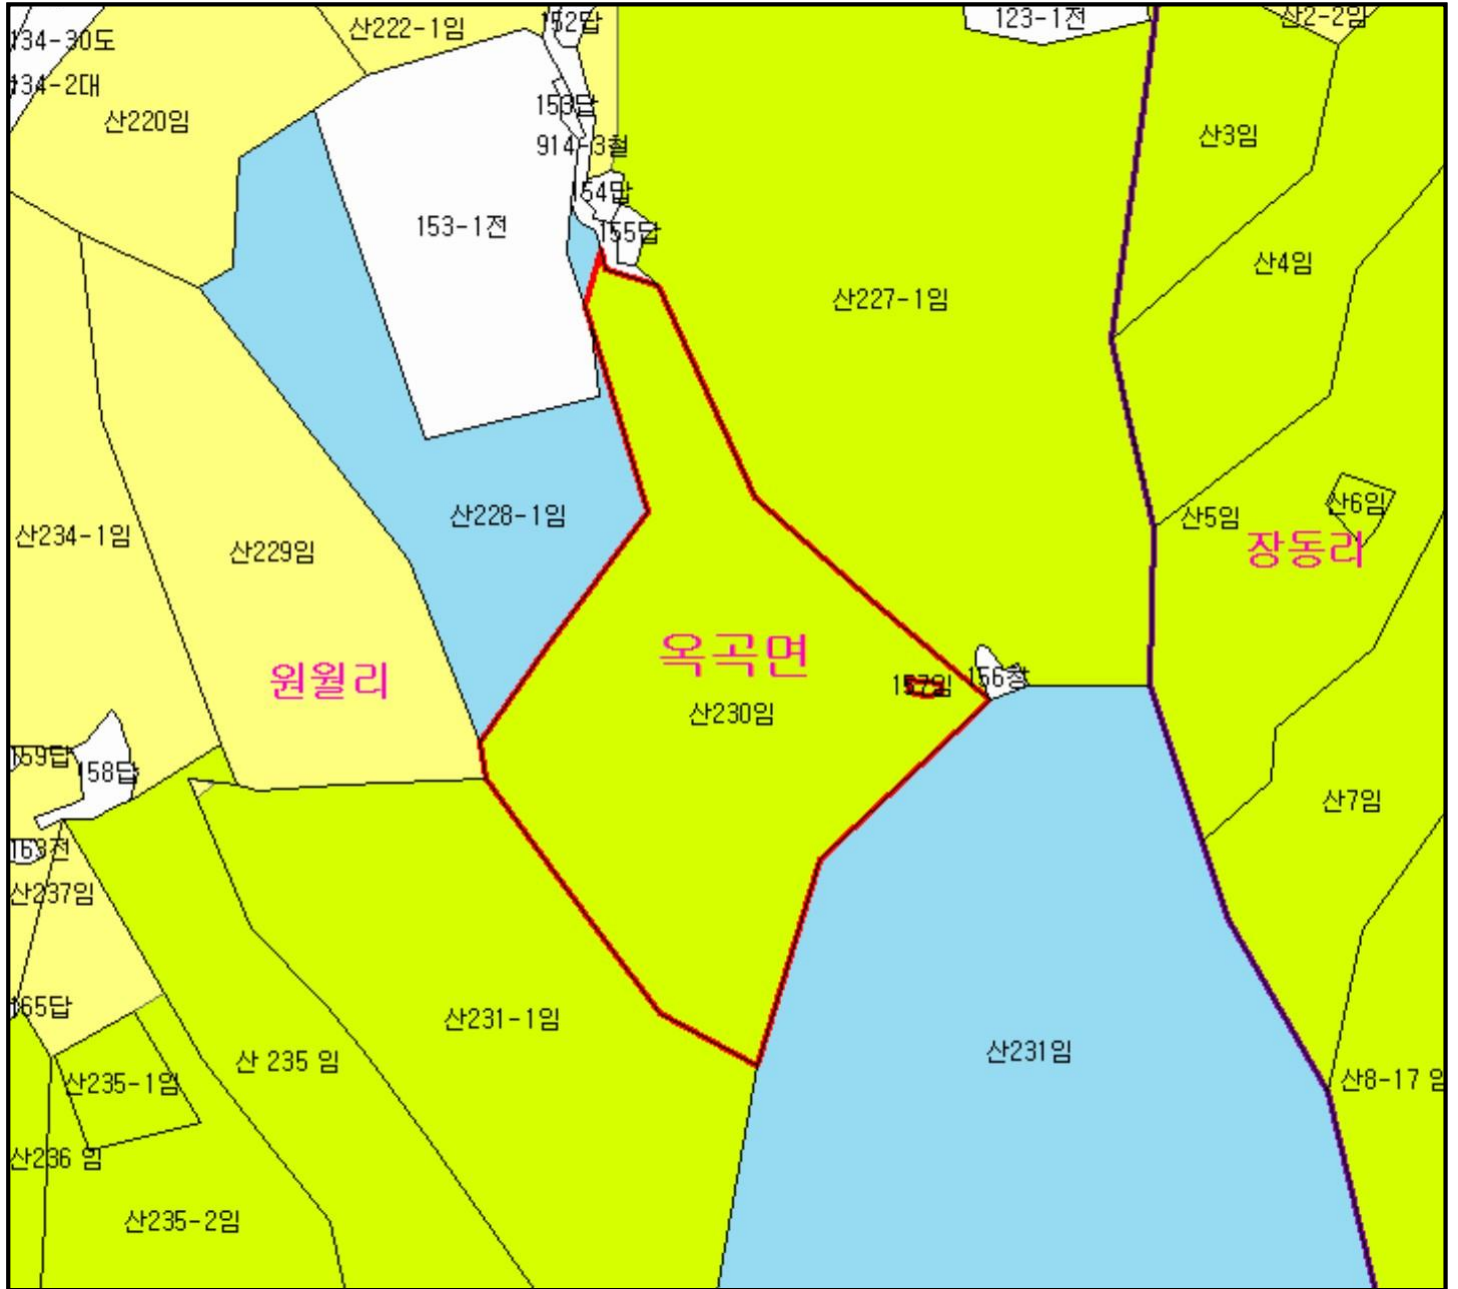 산222-1임
152답
123-1전
산2-2임
134-30도
134-2대
산220임
153답
914-3철
산3임
154답
153-1전
155답
산4임
산227-1임
산228-1임
산234-1임
산229임
산5임
산6임
장동리
옥곡면
원월리
157임
156창
산230임
159답
158답
산7임
163전
산237임
165답
산231-1임
산 235 임
산231임
산235-1임
산8-17 임
산236 임
산235-2임